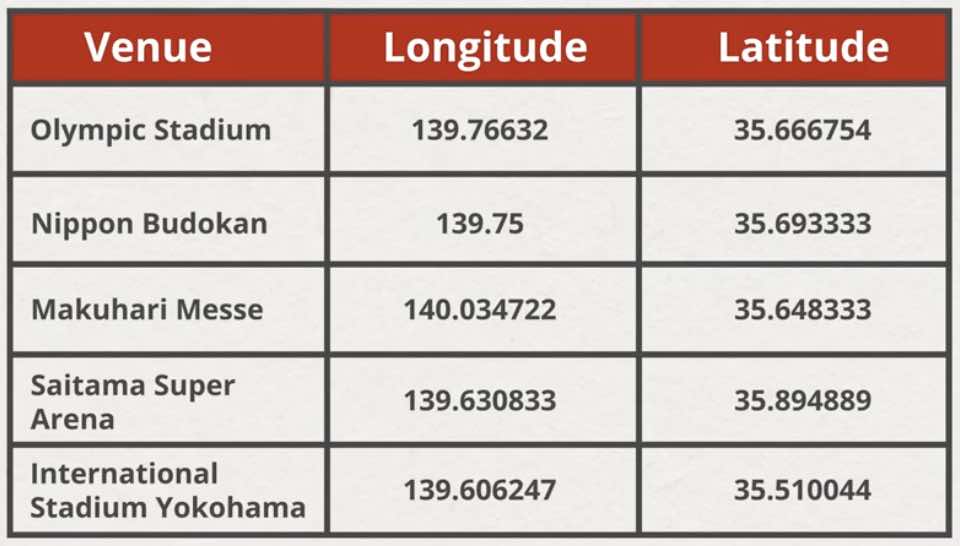 Venue Longitude Latitude
Olympic Stadium 139.76632 35.666754
Nippon Budokan 139.75 35.693333
Makuhari Messe 140.034722 35.648333
Saitama Super
Arena 139.630833 35.894889
International
Stadium Yokohama 139.606247 35.510044